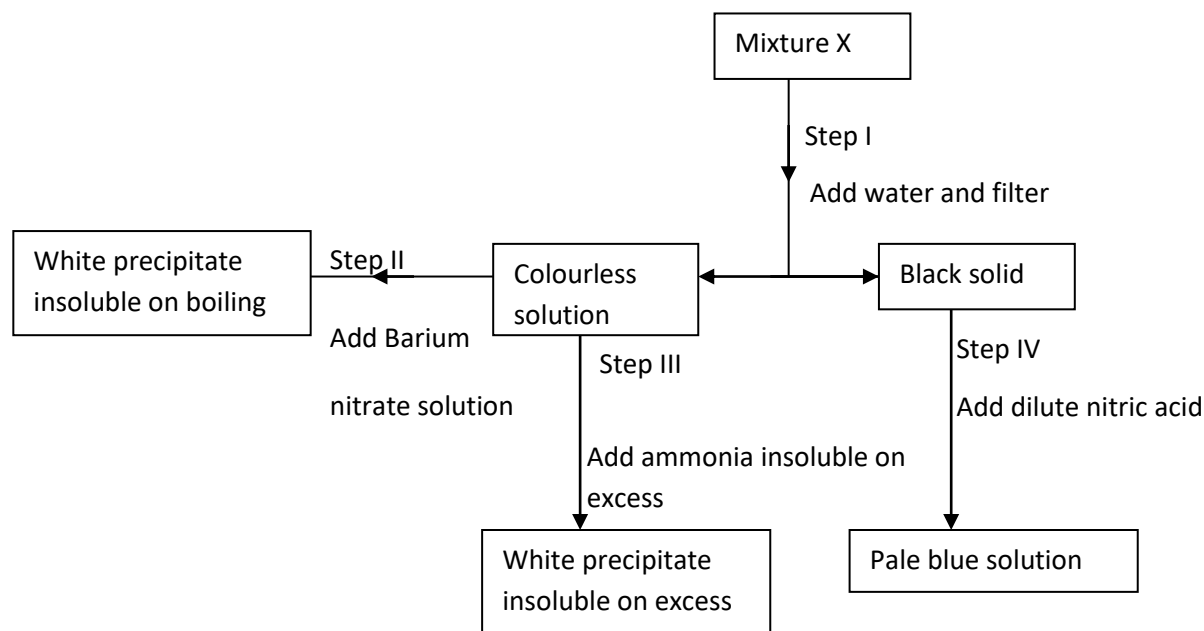 Mixture X
Step I
Add water and filter
White precipitate
insoluble on boiling
Step II
Add Barium
nitrate solution
Colourless
solution
Black solid
Step III
Add ammonia insoluble on
excess
Step IV
Add dilute nitric acid
White precipitate
insoluble on excess
Pale blue solution